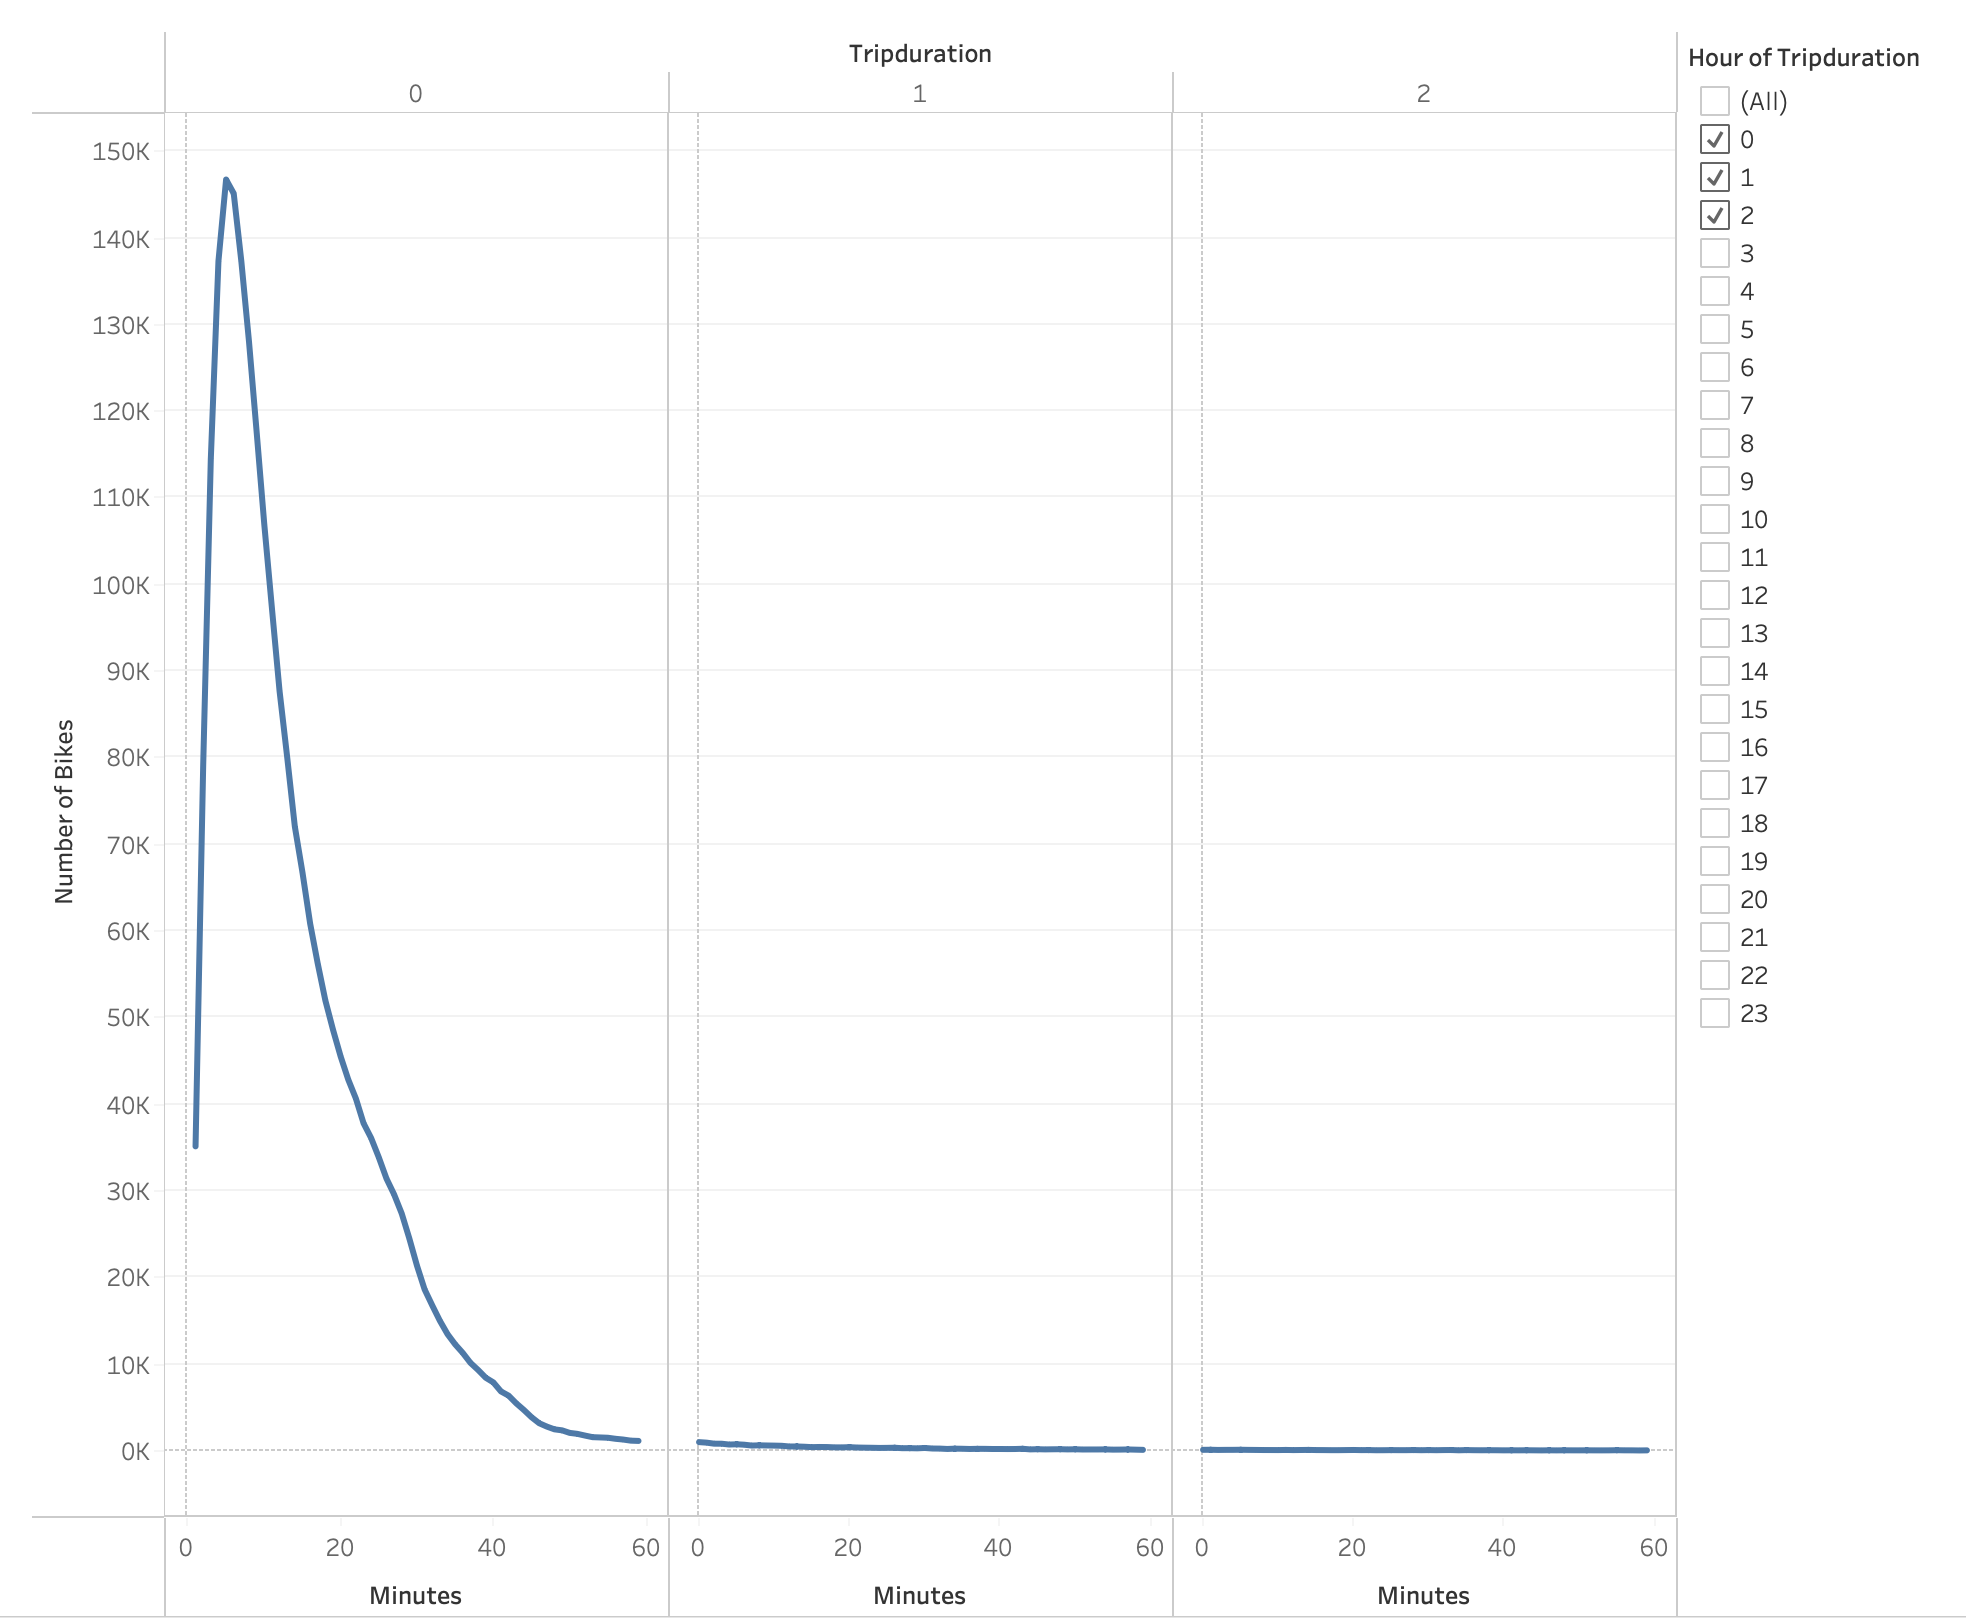 Tripduration
0 1 2
150K
140K
130K
120K
110K
100K
90K
80K
70K
60K
50K
40K
30K
20K
10K
0K
Number of Bikes
0 20 40 60 0 20 40 60 0 20 40 60
Minutes Minutes Minutes
Hour of Tripduration
(All)
0
1
2
3
4
5
6
7
8
9
10
11
12
13
14
15
16
17
18
19
20
21
22
23